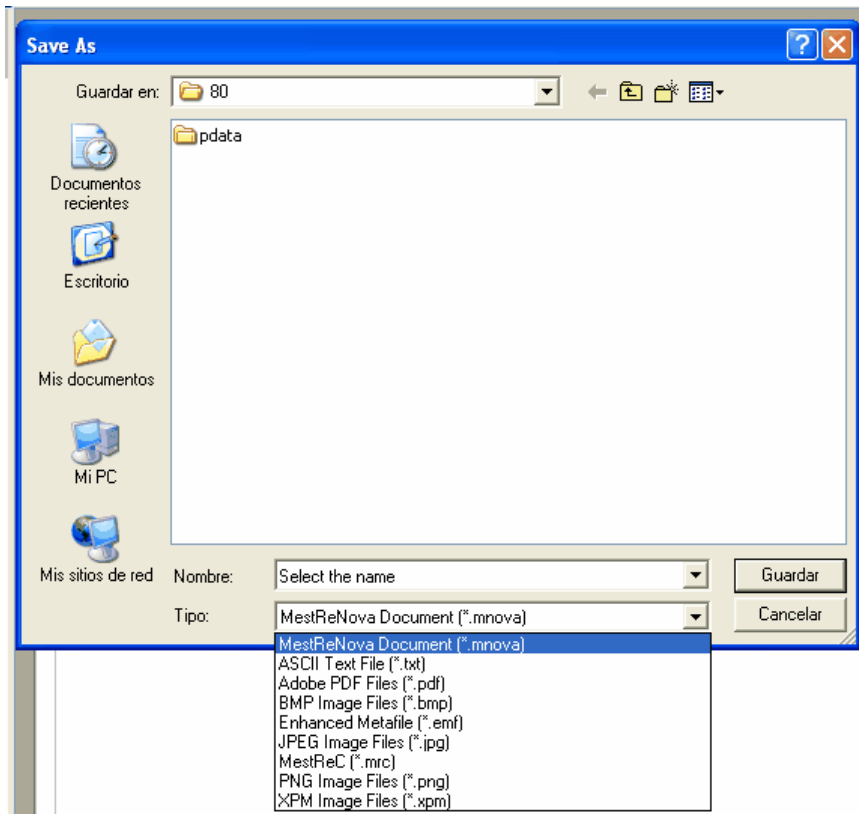 Save As
Guardar en:
80
pdata
Documentos
recientes
Escritorio
Mis documentos
Mi PC
Mis sitios de red
Nombre:
Select the name
Guardar
Tipo:
MestReNova Document (*.mnova)
Cancelar
MestReNova Document (*.mnova)
ASCII Text File (*.txt)
Adobe PDF Files (*.pdf)
BMP Image Files (*.bmp)
Enhanced Metafile (*.emf)
JPEG Image Files (*.jpg)
MestReC (*.mrc)
PNG Image Files (*.png)
XPM Image Files (*.xpm)